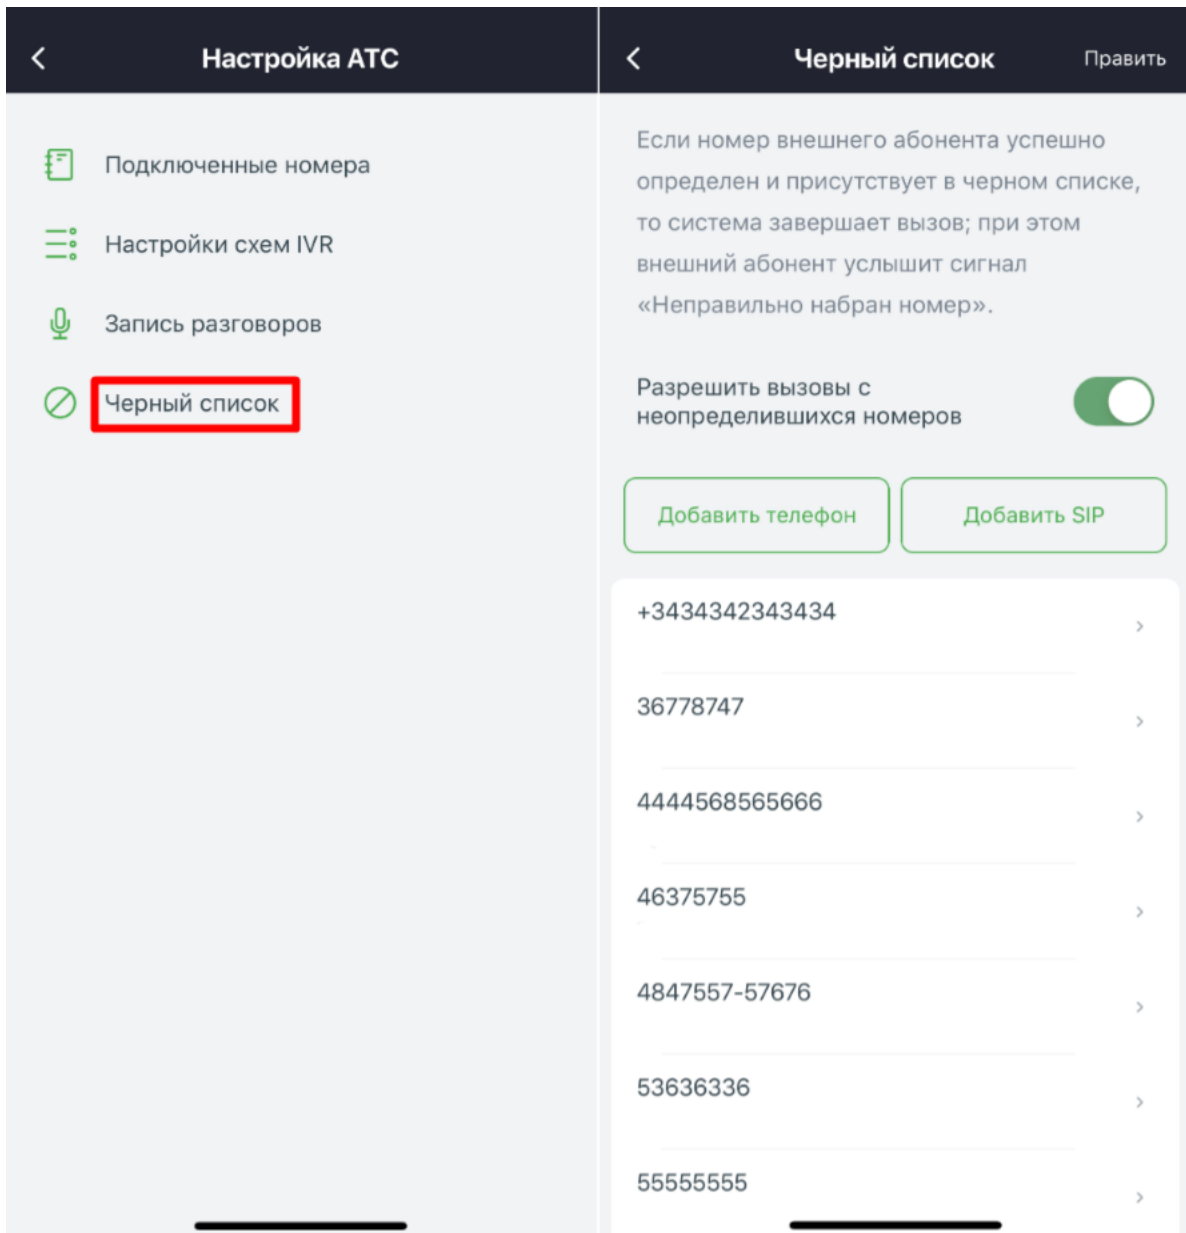 Настройка АТС
Подключенные номера
Настройки схем IVR
Запись разговоров
Черный список
Черный список
Править
Если номер внешнего абонента успешно
определен и присутствует в черном списке,
то система завершает вызов; при этом
внешний абонент услышит сигнал
«Неправильно набран номер».
Разрешить вызовы с
неопределившихся номеров
Добавить телефон
Добавить SIP
+3434342343434
36778747
4444568565666
46375755
4847557-57676
53636336
55555555